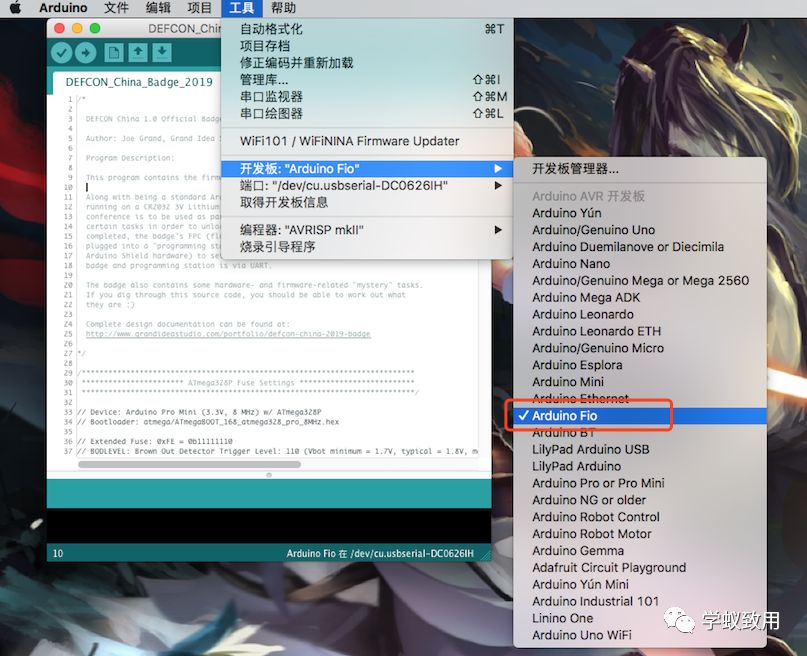 Arduino 文件 编辑 项目 工具 帮助
DEFCON_Chin
自动格式化 ⌘T
项目存档
修正编码并重新加载
管理库... ⇧⌘I
串口监视器 ⇧⌘M
串口绘图器 ⇧⌘L
WiFi101 / WiFiNINA Firmware Updater
开发板: "Arduino Fio"
端口: "/dev/cu.usbserial-DC0626IH"
取得开发板信息
编程器: "AVRISP mkII"
烧录引导程序
开发板管理器...
Arduino AVR 开发板
Arduino Yún
Arduino/Genuino Uno
Arduino Duemilanove or Diecimila
Arduino Nano
Arduino/Genuino Mega or Mega 2560
Arduino Mega ADK
Arduino Leonardo
Arduino Leonardo ETH
Arduino/Genuino Micro
Arduino Esplora
Arduino Mini
Arduino Ethernet
✓ Arduino Fio
Arduino BT
LilyPad Arduino USB
LilyPad Arduino
Arduino Pro or Pro Mini
Arduino NG or older
Arduino Robot Control
Arduino Robot Motor
Arduino Gemma
Adafruit Circuit Playground
Arduino Yún Mini
Arduino Industrial 101
Linino One
Arduino Uno WiFi
DEFCON_China_Badge_2019
1 /*
2
3 DEFCON China 1.0 Official Badge
4
5 Author: Joe Grand, Grand Idea S
6
7 Program Description:
8
9 This program contains the firmw
10
11 Along with being a standard Ard
12 running on a CR2032 3V Lithium
13 conference is to be used as par
14 certain tasks in order to unloc
15 completed, the badge's FPC (fle
16 plugged into a "programming sta
17 Arduino Shield hardware) to se
18 badge and programming station is via UART.
19
20 The badge also contains some hardware- and firmware-related "mystery" tasks.
21 If you dig through this source code, you should be able to work out what
22 they are :)
23
24 Complete design documentation can be found at:
25 http://www.grandideastudio.com/portfolio/defcon-china-2019-badge
26
27 */
28
29 /*****************************************************************
30 *********************** ATmega328P Fuse Settings **************************
31 *****************************************************************/
32
33 // Device: Arduino Pro Mini (3.3V, 8 MHz) w/ ATmega328P
34 // Bootloader: atmega/ATmegaBOOT_168_atmega328_pro_8MHz.hex
35
36 // Extended Fuse: 0xFE = 0b11111110
37 // BODLEVEL: Brown Out Detector Trigger Level: 110 (Vbot minimum = 1.7V, typical = 1.8V, m
10 Arduino Fio 在 /dev/cu.usbserial-DC0626IH
学蚁致用